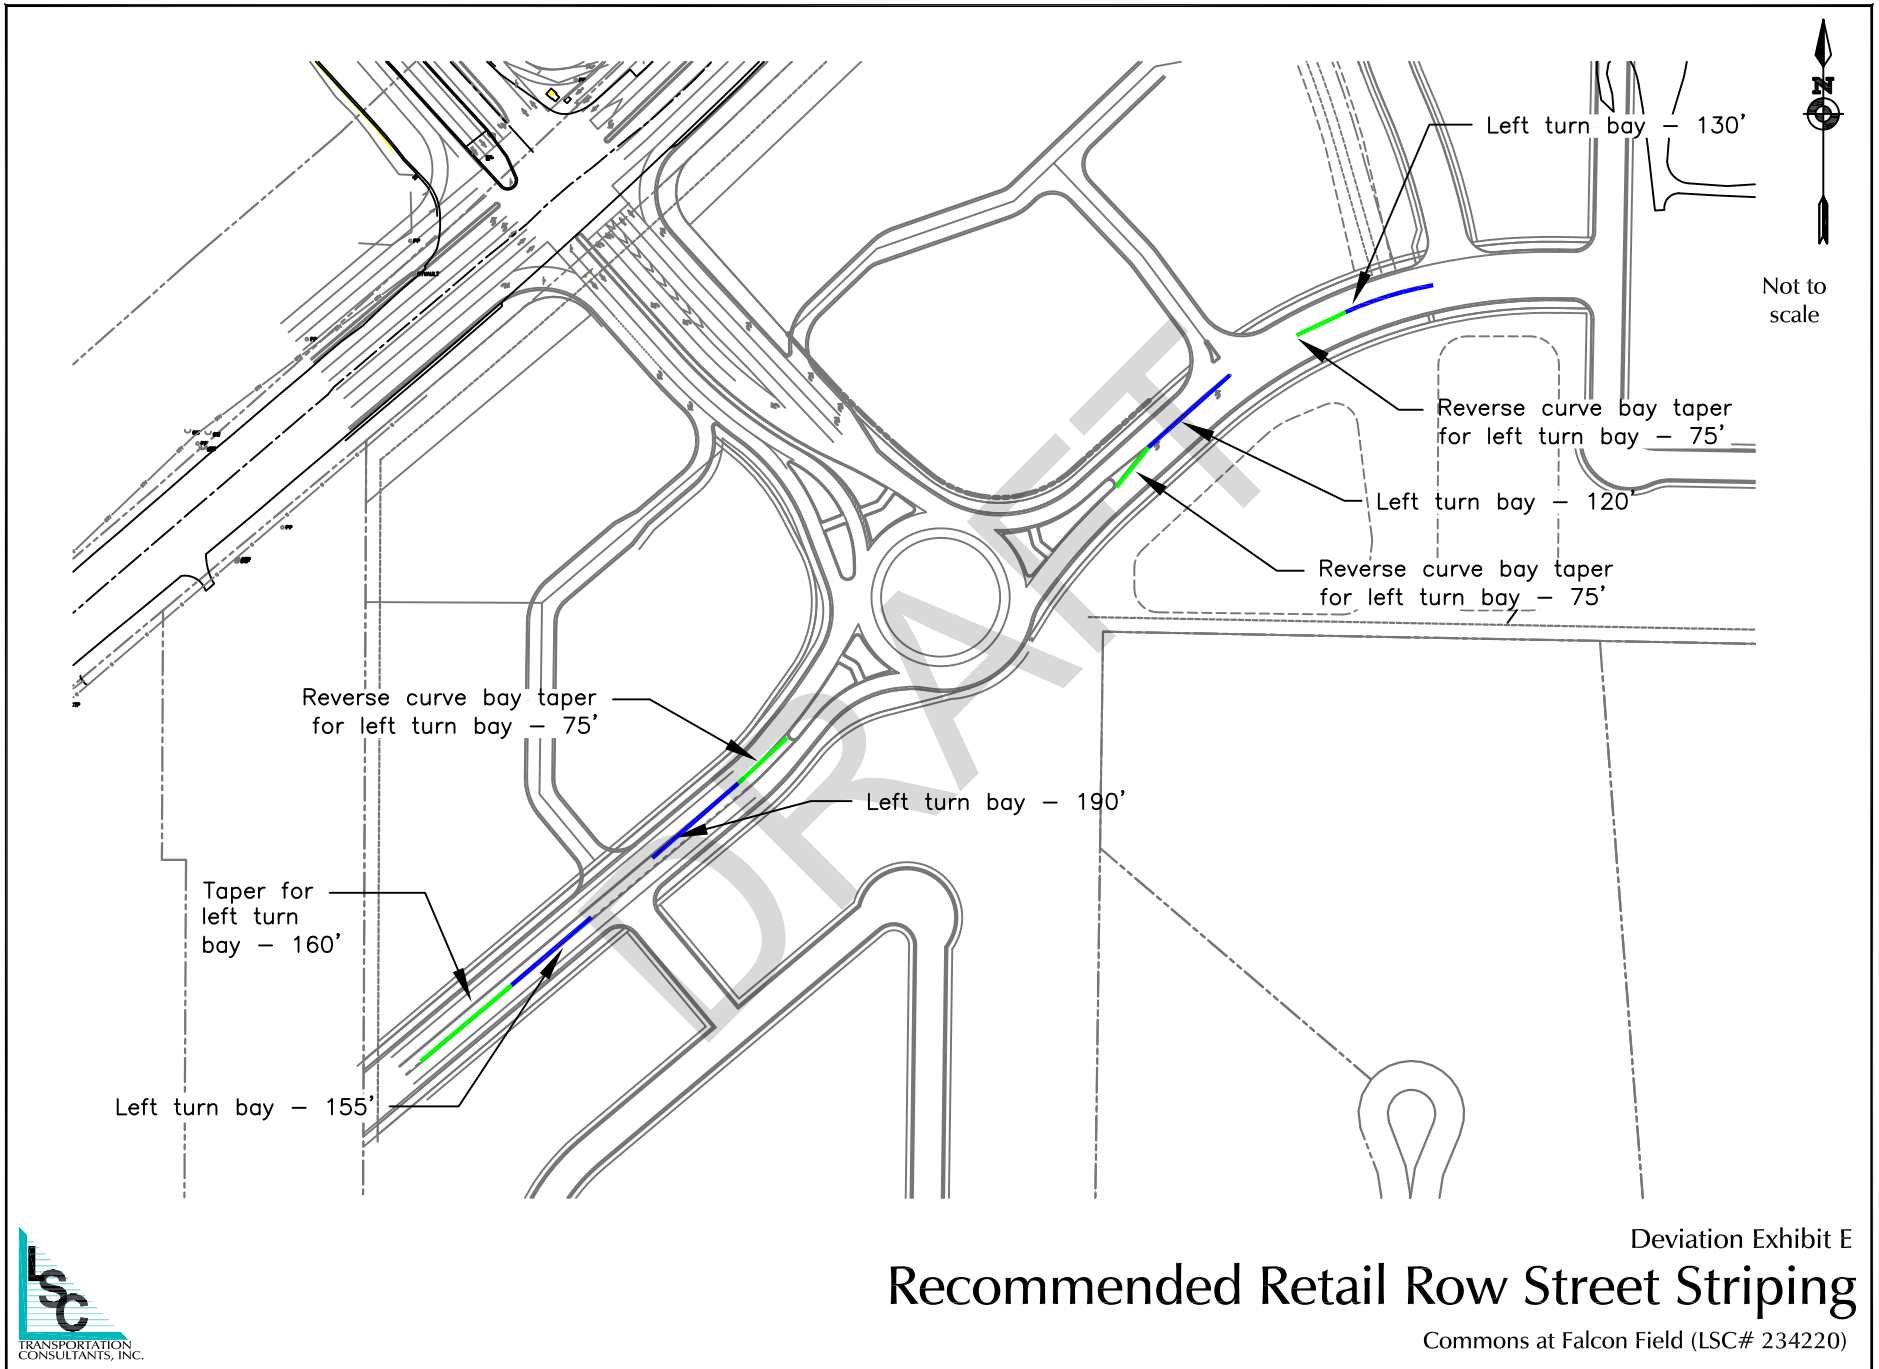 N
Left turn bay – 130'
Not to
scale
Reverse curve bay taper
for left turn bay – 75'
Left turn bay – 120'
Reverse curve bay taper
for left turn bay – 75'
DRAFT
Reverse curve bay taper
for left turn bay – 75'
Left turn bay – 190'
Taper for
left turn
bay – 160'
Left turn bay – 155'
Deviation Exhibit E
Recommended Retail Row Street Striping
Commons at Falcon Field (LSC# 234220)
LSC
TRANSPORTATION
CONSULTANTS, INC.